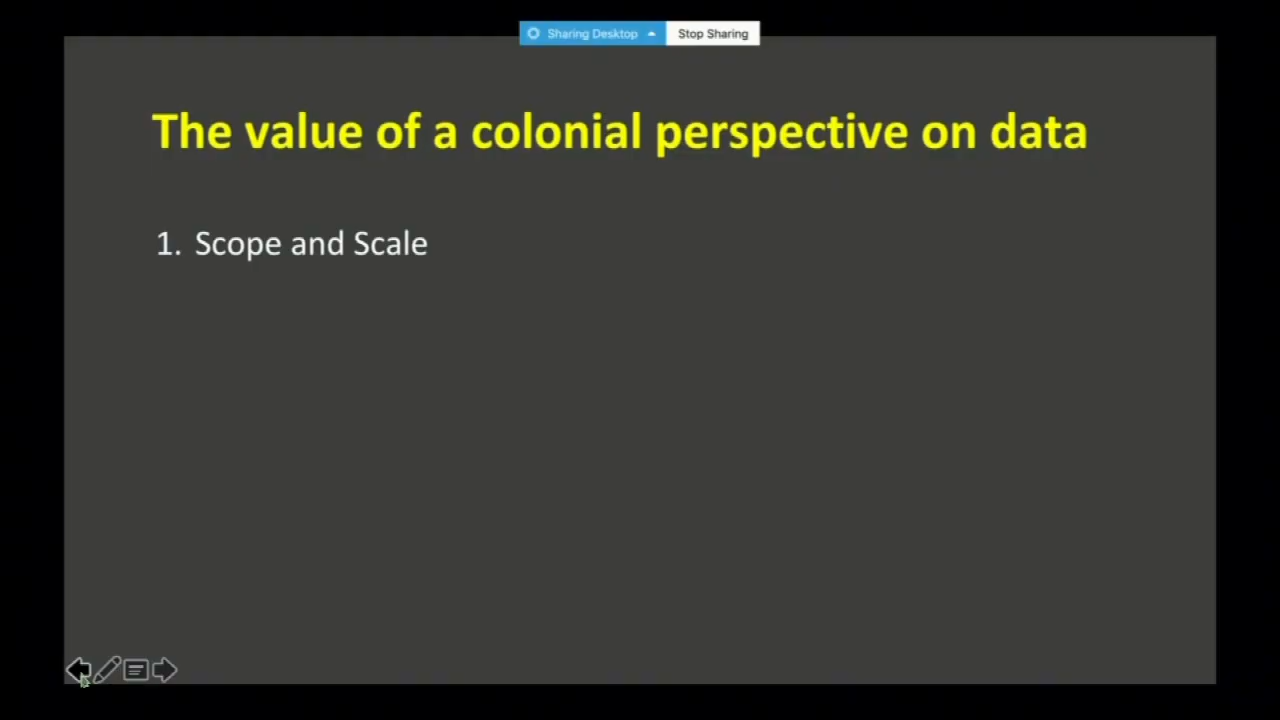 Sharing Desktop
Stop Sharing
The value of a colonial perspective on data
1. Scope and Scale